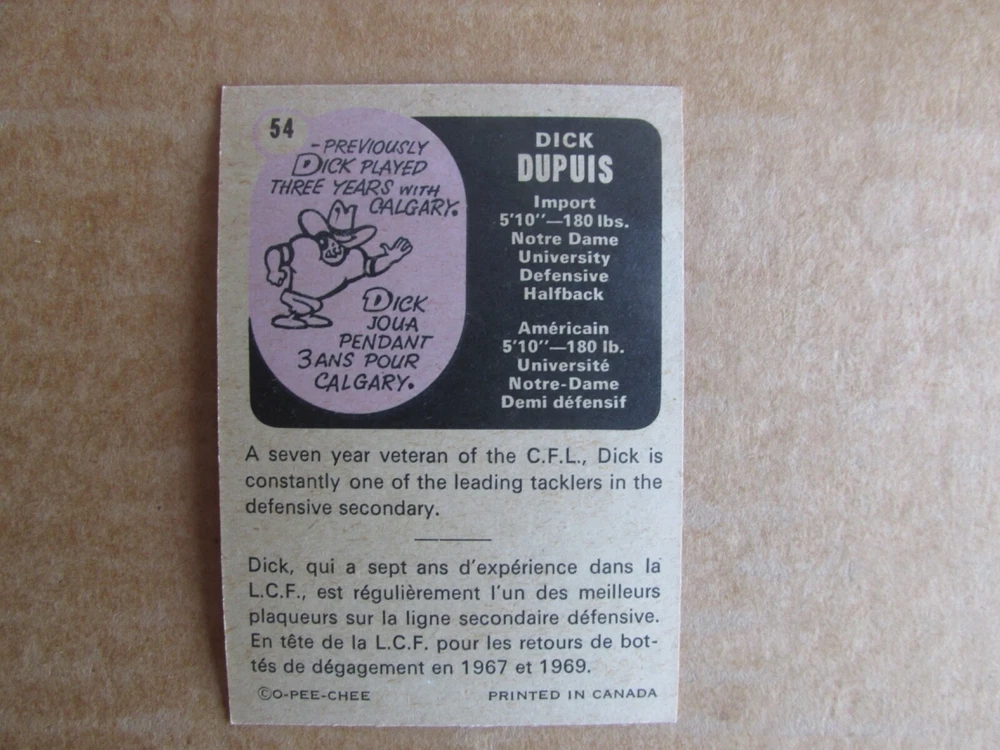 54
-PREVIOUSLY
DICK PLAYED
THREE YEARS WITH
CALGARY.
DICK
JOUA
PENDANT
3 ANS POUR
CALGARY.
DICK
DUPUIS
Import
5'10"—180 lbs.
Notre Dame
University
Defensive
Halfback
Américain
5'10"—180 lb.
Université
Notre-Dame
Demi défensif
A seven year veteran of the C.F.L., Dick is
constantly one of the leading tacklers in the
defensive secondary.
Dick, qui a sept ans d'expérience dans la
L.C.F., est régulièrement l'un des meilleurs
plaqueurs sur la ligne secondaire défensive.
En tête de la L.C.F. pour les retours de bot-
tés de dégagement en 1967 et 1969.
©O-PEE-CHEE PRINTED IN CANADA